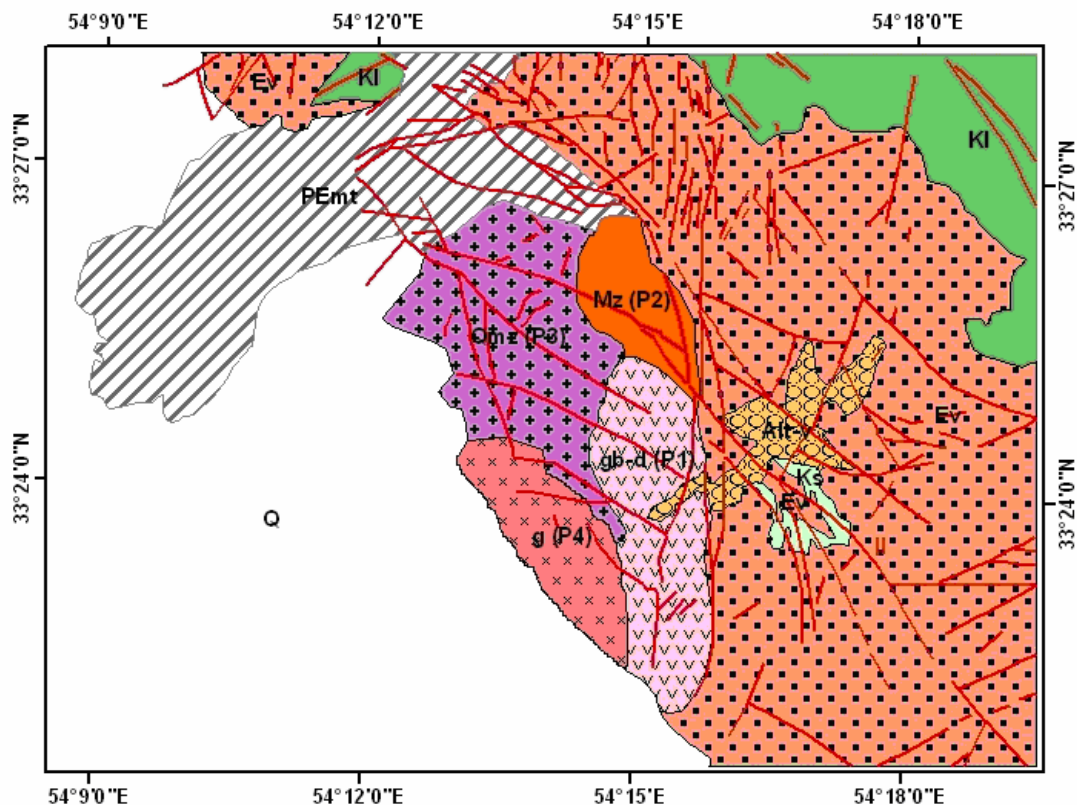 54°9'0"E 54°12'0"E 54°15'0"E 54°18'0"E
Ev
Kl
Kl
33°27'0"N
33°27'0"N
PEmt
Mz (P2)
Qmz (P3)
Ev
Alt-v
gb-d (P1)
Ks
33°24'0"N
Ev
33°24'0"N
Q
g (P4)
54°9'0"E 54°12'0"E 54°15'0"E 54°18'0"E